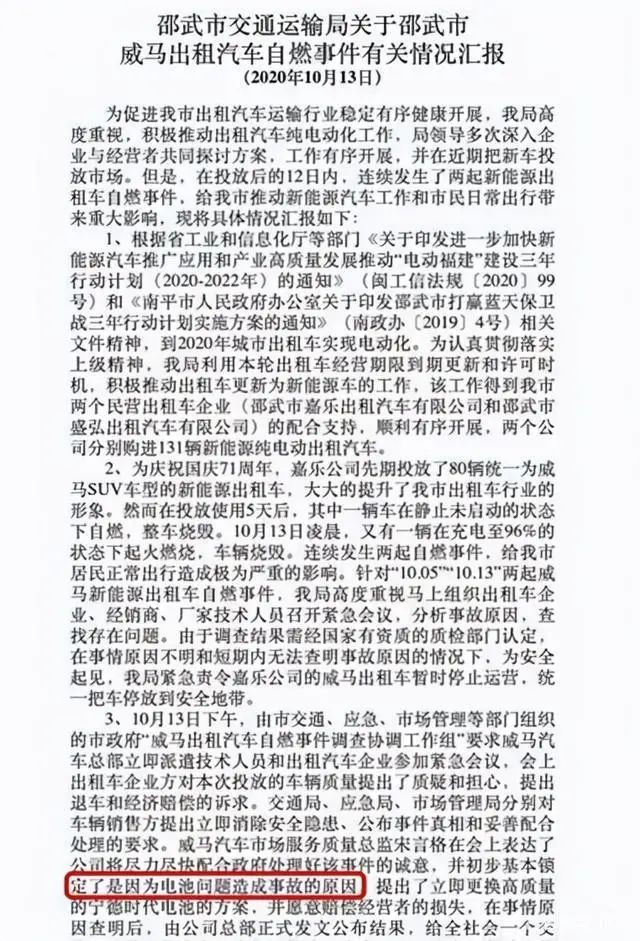 邵武市交通运输局关于邵武市
威马出租汽车自燃事件有关情况汇报
(2020年10月13日)
为促进我市出租汽车运输行业稳定有序健康开展，我局高
度重视，积极推动出租汽车纯电动化工作，局领导多次深入企
业与经营者共同探讨方案，工作有序开展，并在近期把新车投
放市场。但是，在投放后的12日内，连续发生了两起新能源出
租车自燃事件，给我市推动新能源汽车工作和市民日常出行带
来重大影响，现将具体情况汇报如下：
1、根据省工业和信息化厅等部门《关于印发进一步加快新
能源汽车推广应用和产业高质量发展推动“电动福建”建设三年
行动计划（2020-2022年）的通知》（闽工信法规〔2020〕99
号）和《南平市人民政府办公室关于印发邵武市打赢蓝天保卫
战三年行动计划实施方案的通知》（南政办〔2019〕4号）相关
文件精神，到2020年城市出租车实现电动化。为认真贯彻落实
上级精神，我局利用本轮出租车经营期限到期更新和许可时
机，积极推动出租车更新为新能源车的工作，该工作得到我市
两个民营出租车企业（邵武市嘉乐出租汽车有限公司和邵武市
盛弘出租汽车有限公司）的配合支持，顺利有序开展，两个公
司分别购进131辆新能源纯电动出租汽车。
2、为庆祝国庆71周年，嘉乐公司先期投放了80辆统一为威
马SUV车型的新能源出租车，大大的提升了我市出租车行业的
形象。然而在投放使用5天后，其中一辆车在静止未启动的状态
下自燃，整车烧毁。10月13日凌晨，又有一辆在充电至96%的
状态下起火燃烧，车辆烧毁。连续发生两起自燃事件，给我市
居民正常出行造成极为严重的影响。针对“10.05”“10.13”两起威
马新能源出租车自燃事件，我局高度重视马上组织出租车企
业、经销商、厂家技术人员召开紧急会议，分析事故原因，查
找存在问题。由于调查结果需经国家有资质的质检部门认定，
在事情原因不明和短期内无法查明事故原因的情况下，为安全
起见，我局紧急责令嘉乐公司的威马出租车暂时停止运营，统
一把车停放到安全地带。
3、10月13日下午，由市交通、应急、市场管理等部门组织
的市政府“威马出租汽车自燃事件调查协调工作组”要求威马汽
车总部立即派遣技术人员和出租汽车企业参加紧急会议，会上
出租车企业方对本次投放的车辆质量提出了质疑和担心，提出
退车和经济赔偿的诉求。交通局、应急局、市场管理局分别对
车辆销售方提出立即消除安全隐患、公布事件真相和妥善配合
处理的要求。威马汽车市场服务质量总监宋言格在会上表达了
公司将尽力尽快配合政府处理好该事件的诚意，并初步基本锁
定了是因为电池问题造成事故的原因 提出了立即更换高质量
的宁德时代电池的方案，并愿意赔偿经营者的损失，在事情原
因查明后，由公司总部正式发文公布结果，给全社会一个